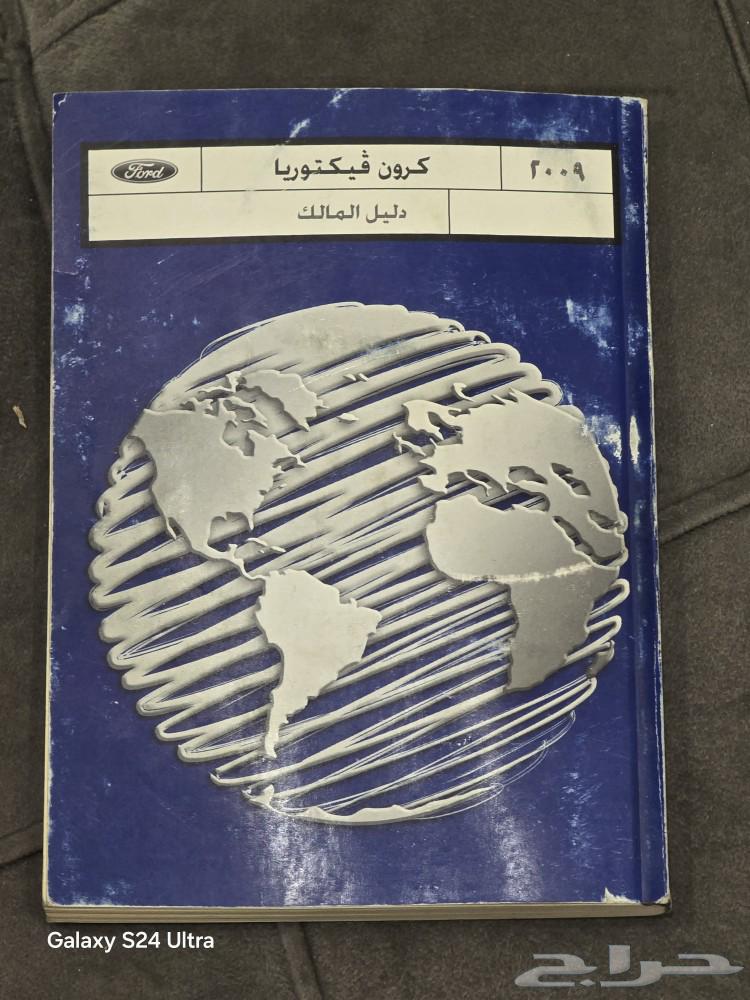 ٢٠٠٩ كرون ڤيكتوريا Ford
دليل المالك
Galaxy S24 Ultra
حراج